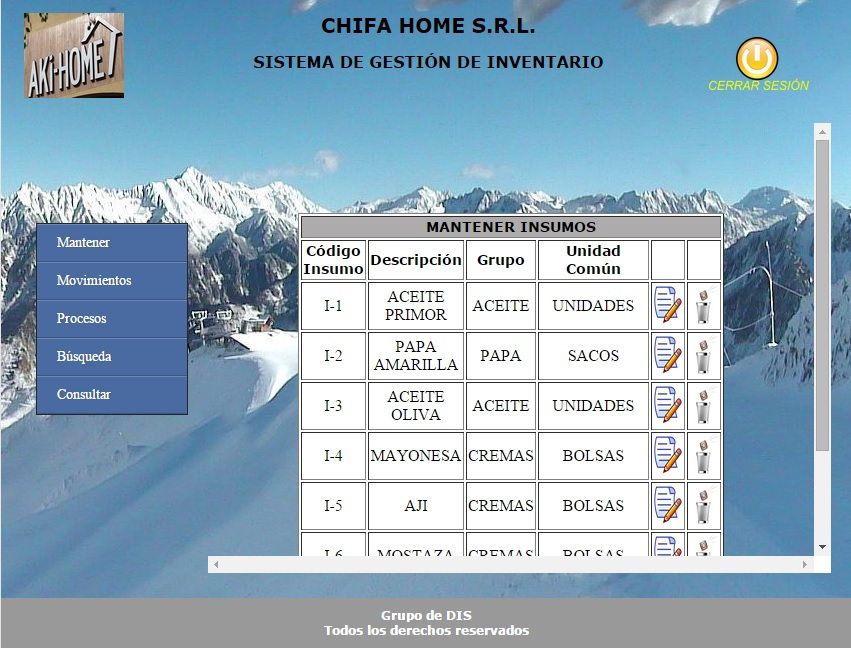 AKi-HOME
CHIFA HOME S.R.L.
SISTEMA DE GESTIÓN DE INVENTARIO
CERRAR SESIÓN
Mantener
Movimientos
Procesos
Búsqueda
Consultar
MANTENER INSUMOS
Código Insumo Descripción Grupo Unidad Común
I-1 ACEITE PRIMOR ACEITE UNIDADES
I-2 PAPA AMARILLA PAPA SACOS
I-3 ACEITE OLIVA ACEITE UNIDADES
I-4 MAYONESA CREMAS BOLSAS
I-5 AJI CREMAS BOLSAS
I-6 MOSTAZA CREMAS BOLSAS
Grupo de DIS
Todos los derechos reservados